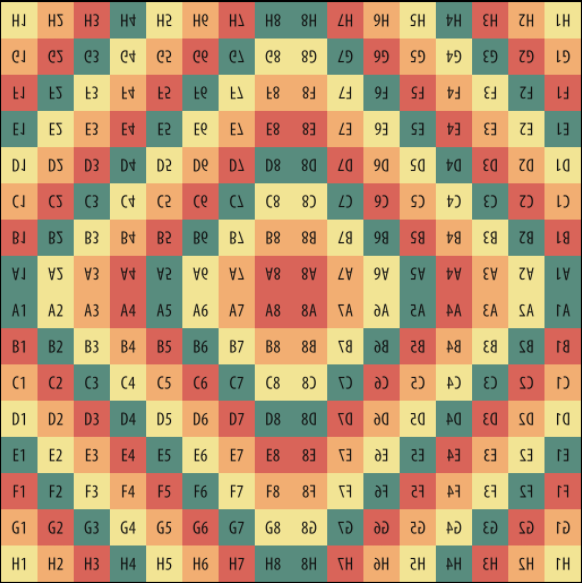 H1 H2 H3 H4 H5 H6 H7 H8 H8 H7 H6 H5 H4 H3 H2 H1
G1 G2 G3 G4 G5 G6 G7 G8 G8 G7 G6 G5 G4 G3 G2 G1
F1 F2 F3 F4 F5 F6 F7 F8 F8 F7 F6 F5 F4 F3 F2 F1
E1 E2 E3 E4 E5 E6 E7 E8 E8 E7 E6 E5 E4 E3 E2 E1
D1 D2 D3 D4 D5 D6 D7 D8 D8 D7 D6 D5 D4 D3 D2 D1
C1 C2 C3 C4 C5 C6 C7 C8 C8 C7 C6 C5 C4 C3 C2 C1
B1 B2 B3 B4 B5 B6 B7 B8 B8 B7 B6 B5 B4 B3 B2 B1
A1 A2 A3 A4 A5 A6 A7 A8 A8 A7 A6 A5 A4 A3 A2 A1
A1 A2 A3 A4 A5 A6 A7 A8 A8 A7 A6 A5 A4 A3 A2 A1
B1 B2 B3 B4 B5 B6 B7 B8 B8 B7 B6 B5 B4 B3 B2 B1
C1 C2 C3 C4 C5 C6 C7 C8 C8 C7 C6 C5 C4 C3 C2 C1
D1 D2 D3 D4 D5 D6 D7 D8 D8 D7 D6 D5 D4 D3 D2 D1
E1 E2 E3 E4 E5 E6 E7 E8 E8 E7 E6 E5 E4 E3 E2 E1
F1 F2 F3 F4 F5 F6 F7 F8 F8 F7 F6 F5 F4 F3 F2 F1
G1 G2 G3 G4 G5 G6 G7 G8 G8 G7 G6 G5 G4 G3 G2 G1
H1 H2 H3 H4 H5 H6 H7 H8 H8 H7 H6 H5 H4 H3 H2 H1